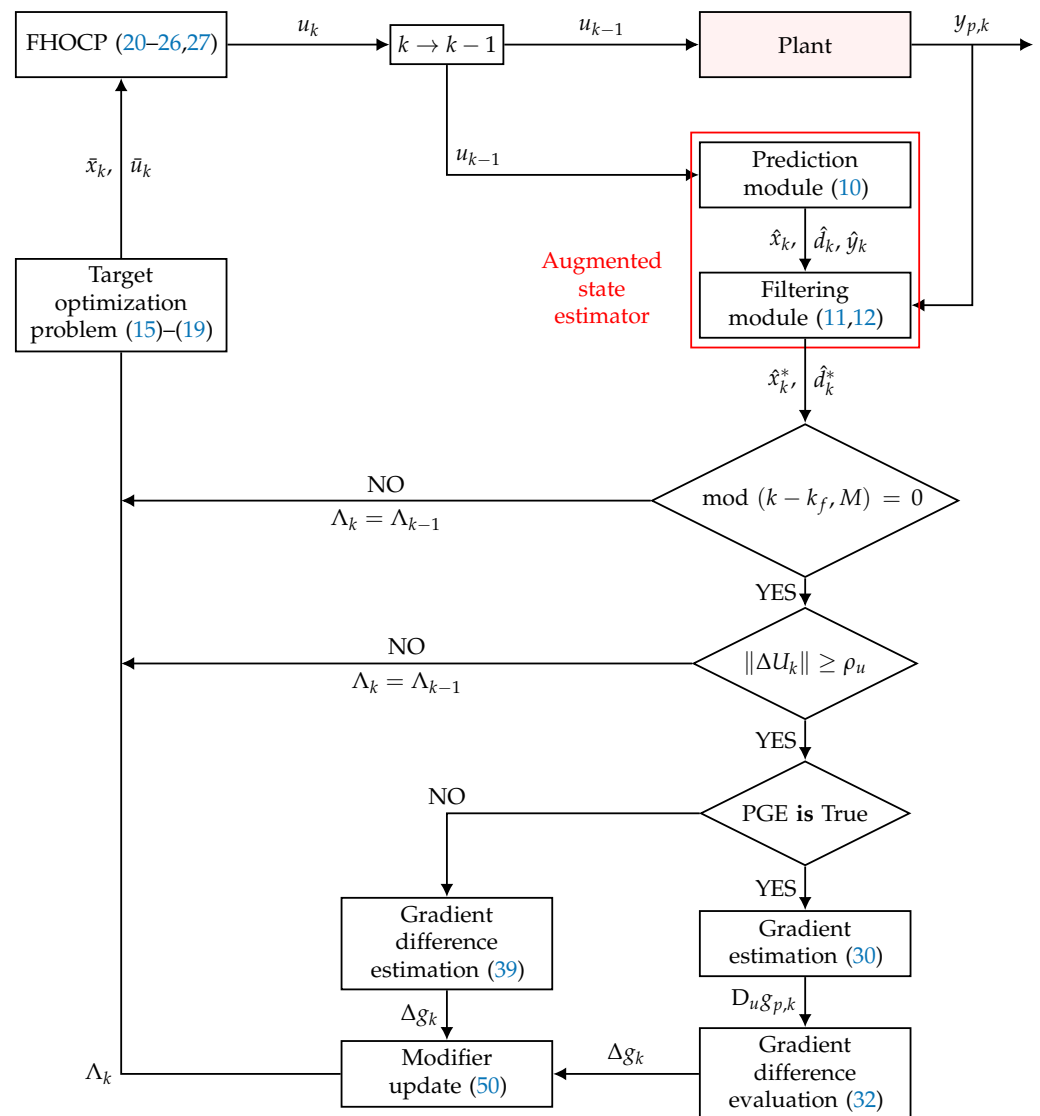 FHOCP (20–26,27)
u_k
k → k − 1
u_{k−1}
Plant
y_{p,k}
x̄_k, ū_k
u_{k−1}
Prediction
module (10)
x̂_k, d̂_k, ŷ_k
Augmented
state
estimator
Filtering
module (11,12)
Target
optimization
problem (15)–(19)
x̂*_k, d̂*_k
mod (k − k_f, M) = 0
NO
Λ_k = Λ_{k−1}
YES
‖ΔU_k‖ ≥ ρ_u
NO
Λ_k = Λ_{k−1}
YES
PGE is True
NO
YES
Gradient
difference
estimation (39)
Gradient
estimation (30)
Δg_k
D_u g_{p,k}
Λ_k
Modifier
update (50)
Δg_k
Gradient
difference
evaluation (32)